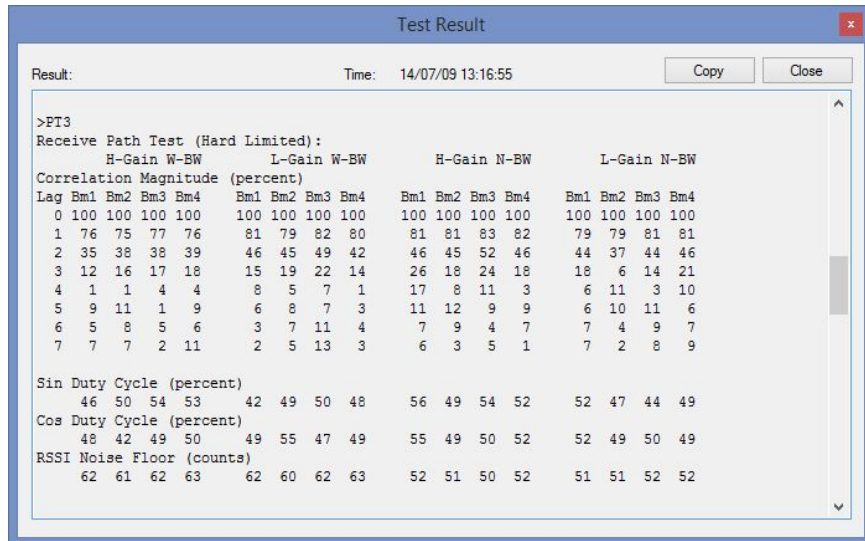 Test Result
x
Result: Time: 14/07/09 13:16:55 Copy Close
>PT3
Receive Path Test (Hard Limited):
H-Gain W-BW L-Gain W-BW H-Gain N-BW L-Gain N-BW
Correlation Magnitude (percent)
Lag Bm1 Bm2 Bm3 Bm4 Bm1 Bm2 Bm3 Bm4 Bm1 Bm2 Bm3 Bm4 Bm1 Bm2 Bm3 Bm4
0 100 100 100 100 100 100 100 100 100 100 100 100 100 100 100 100
1 76 75 77 76 81 79 82 80 81 81 83 82 79 79 81 81
2 35 38 38 39 46 45 49 42 46 45 52 46 44 37 44 46
3 12 16 17 18 15 19 22 14 26 18 24 18 18 6 14 21
4 1 1 4 4 8 5 7 1 17 8 11 3 6 11 3 10
5 9 11 1 9 6 8 7 3 11 12 9 9 6 10 11 6
6 5 8 5 6 3 7 11 4 7 9 4 7 7 4 9 7
7 7 7 2 11 2 5 13 3 6 3 5 1 7 2 8 9
Sin Duty Cycle (percent)
46 50 54 53 42 49 50 48 56 49 54 52 52 47 44 49
Cos Duty Cycle (percent)
48 42 49 50 49 55 47 49 55 49 50 52 52 49 50 49
RSSI Noise Floor (counts)
62 61 62 63 62 60 62 63 52 51 50 52 51 51 52 52